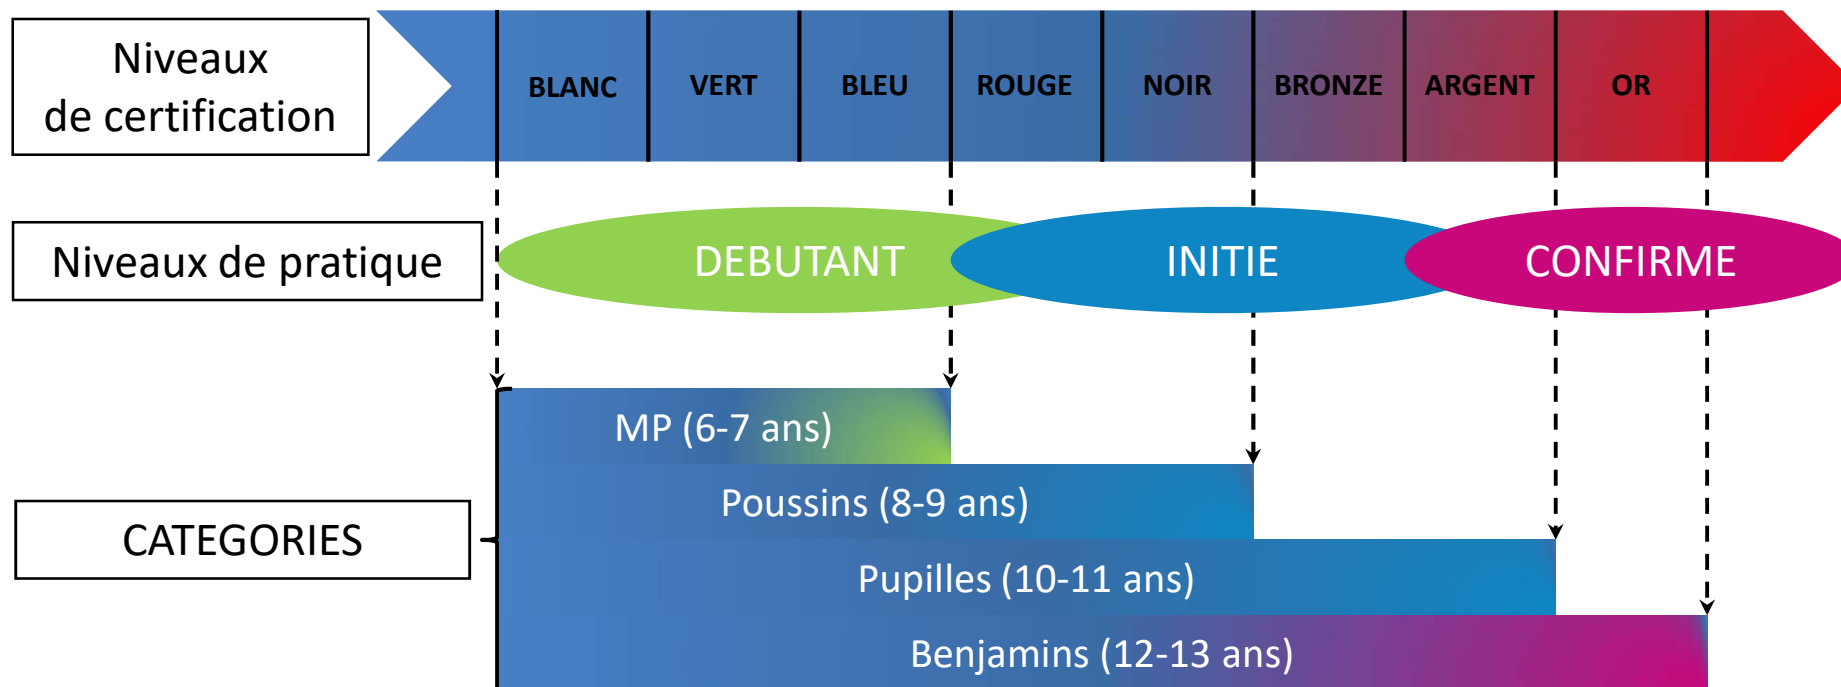 Niveaux
de certification
BLANC
VERT
BLEU
ROUGE
NOIR
BRONZE
ARGENT
OR
Niveaux de pratique
DEBUTANT
INITIE
CONFIRME
CATEGORIES
MP (6-7 ans)
Poussins (8-9 ans)
Pupilles (10-11 ans)
Benjamins (12-13 ans)